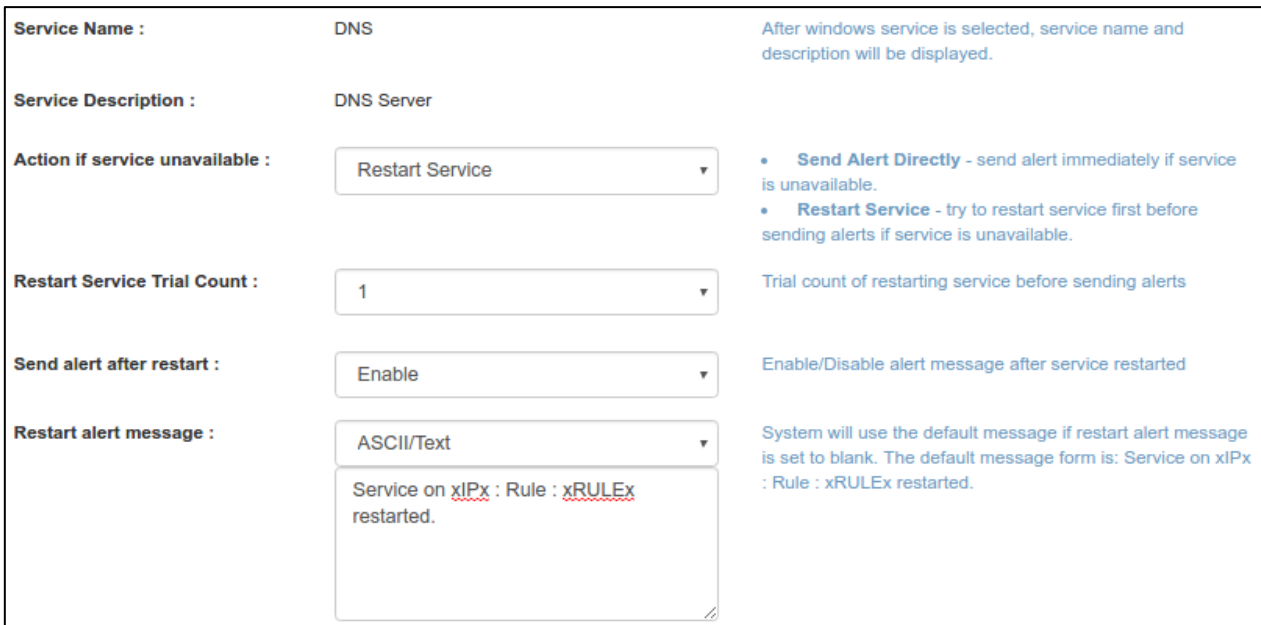 Service Name :
DNS
After windows service is selected, service name and
description will be displayed.
Service Description :
DNS Server
Action if service unavailable :
Restart Service
• Send Alert Directly - send alert immediately if service
is unavailable.
• Restart Service - try to restart service first before
sending alerts if service is unavailable.
Restart Service Trial Count :
1
Trial count of restarting service before sending alerts
Send alert after restart :
Enable
Enable/Disable alert message after service restarted
Restart alert message :
ASCII/Text
Service on xIPx : Rule : xRULEx
restarted.
System will use the default message if restart alert message
is set to blank. The default message form is: Service on xIPx
: Rule : xRULEx restarted.